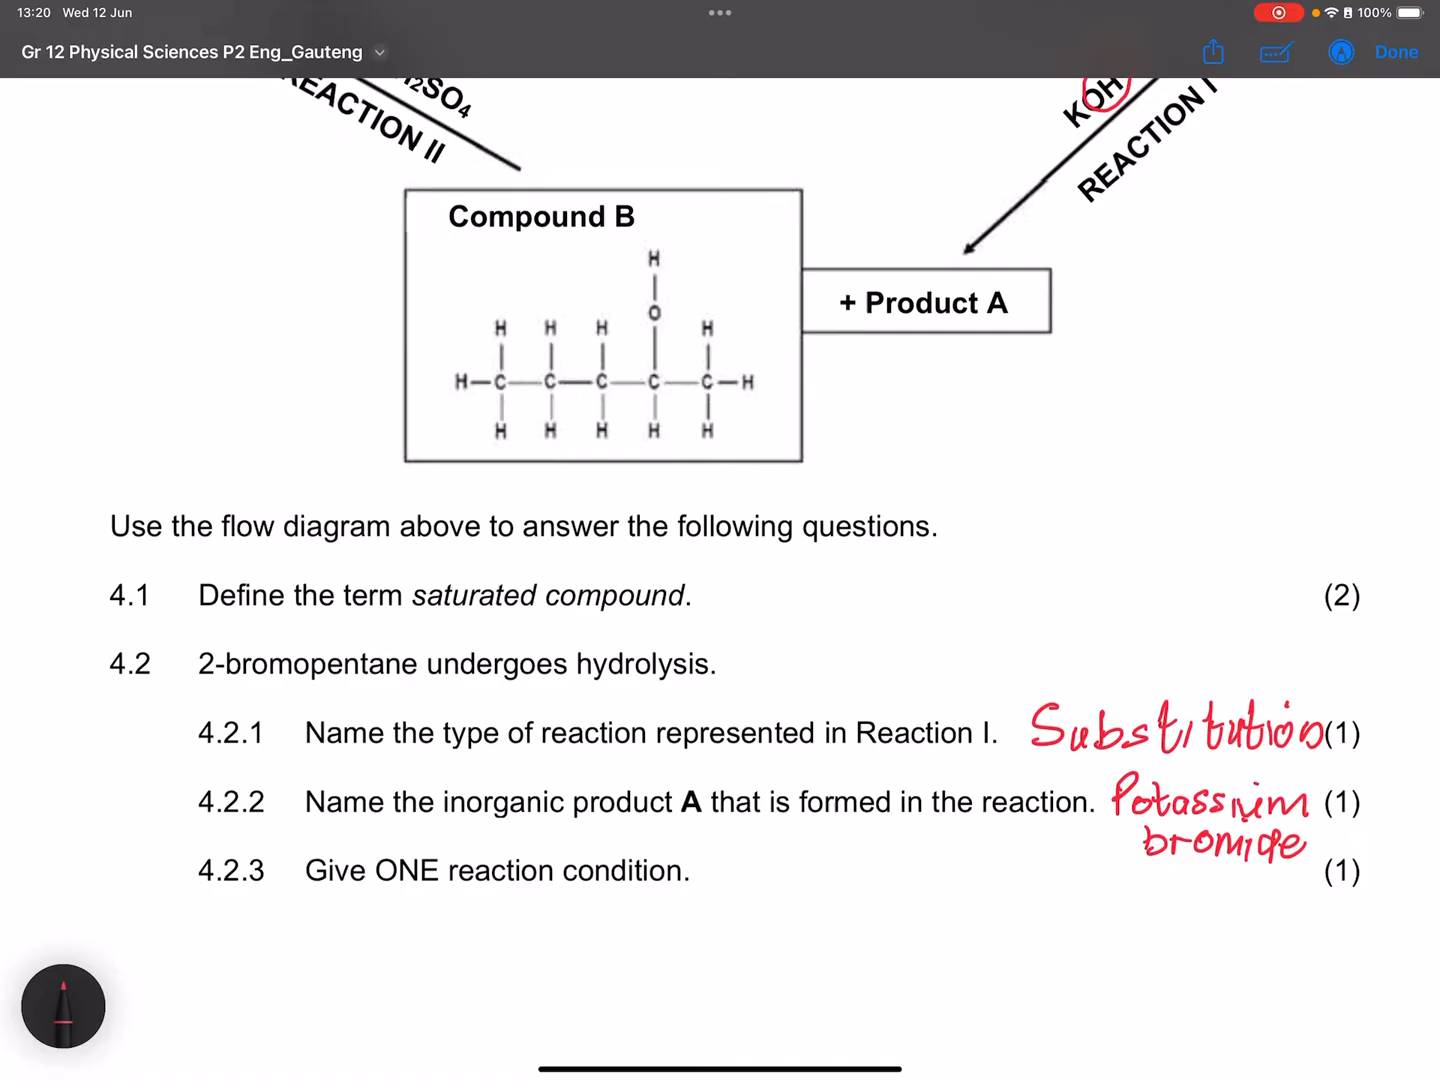 13:20 Wed 12 Jun
100%
Gr 12 Physical Sciences P2 Eng_Gauteng
Done
H₂SO₄
REACTION II
KOH
REACTION I
Compound B
H
O
H H H H
H-C-C-C-C-C-H
H H H H H
+ Product A
Use the flow diagram above to answer the following questions.
4.1 Define the term saturated compound. (2)
4.2 2-bromopentane undergoes hydrolysis.
4.2.1 Name the type of reaction represented in Reaction I. Substitution (1)
4.2.2 Name the inorganic product A that is formed in the reaction. Potassium (1)
bromide
4.2.3 Give ONE reaction condition. (1)